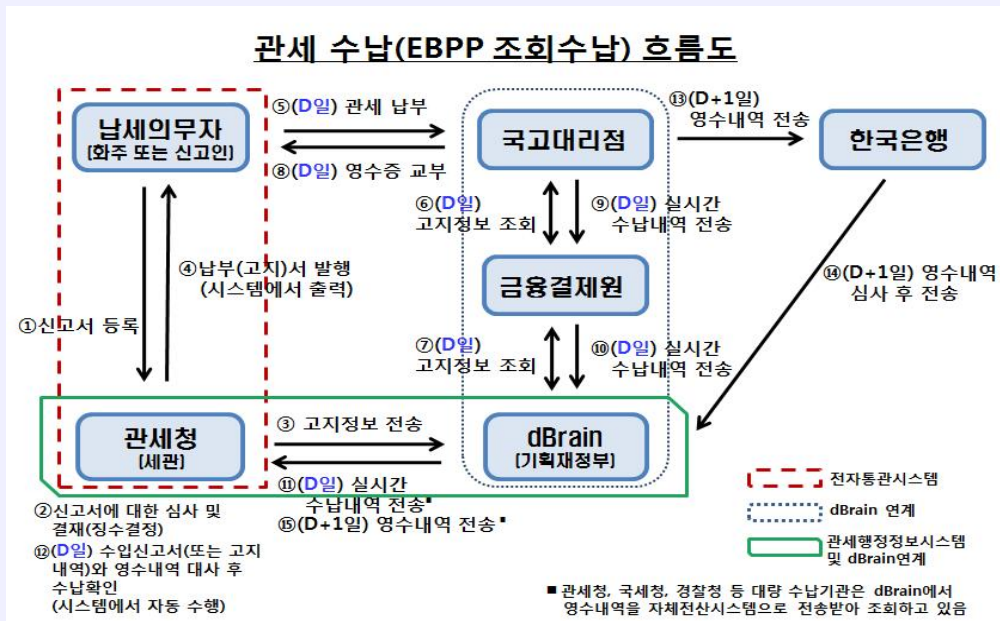 관세 수납(EBPP 조회수납) 흐름도
납세의무자
(화주 또는 신고인)
⑤(D일) 관세 납부
⑧(D일) 영수증 교부
국고대리점
⑬(D+1일)
영수내역 전송
한국은행
⑥(D일)
고지정보 조회
⑨(D일) 실시간
수납내역 전송
④납부(고지)서 발행
(시스템에서 출력)
①신고서 등록
금융결제원
⑭(D+1일) 영수내역
심사 후 전송
⑦(D일)
고지정보 조회
⑩(D일) 실시간
수납내역 전송
관세청
(세관)
③ 고지정보 전송
dBrain
(기획재정부)
⑪(D일) 실시간
수납내역 전송■
⑮(D+1일) 영수내역 전송■
②신고서에 대한 심사 및
결재(징수결정)
⑫(D일) 수입신고서(또는 고지
내역)와 영수내역 대사 후
수납확인
(시스템에서 자동 수행)
전자통관시스템
dBrain 연계
관세행정정보시스템
및 dBrain연계
■ 관세청, 국세청, 경찰청 등 대량 수납기관은 dBrain에서
영수내역을 자체전산시스템으로 전송받아 조회하고 있음